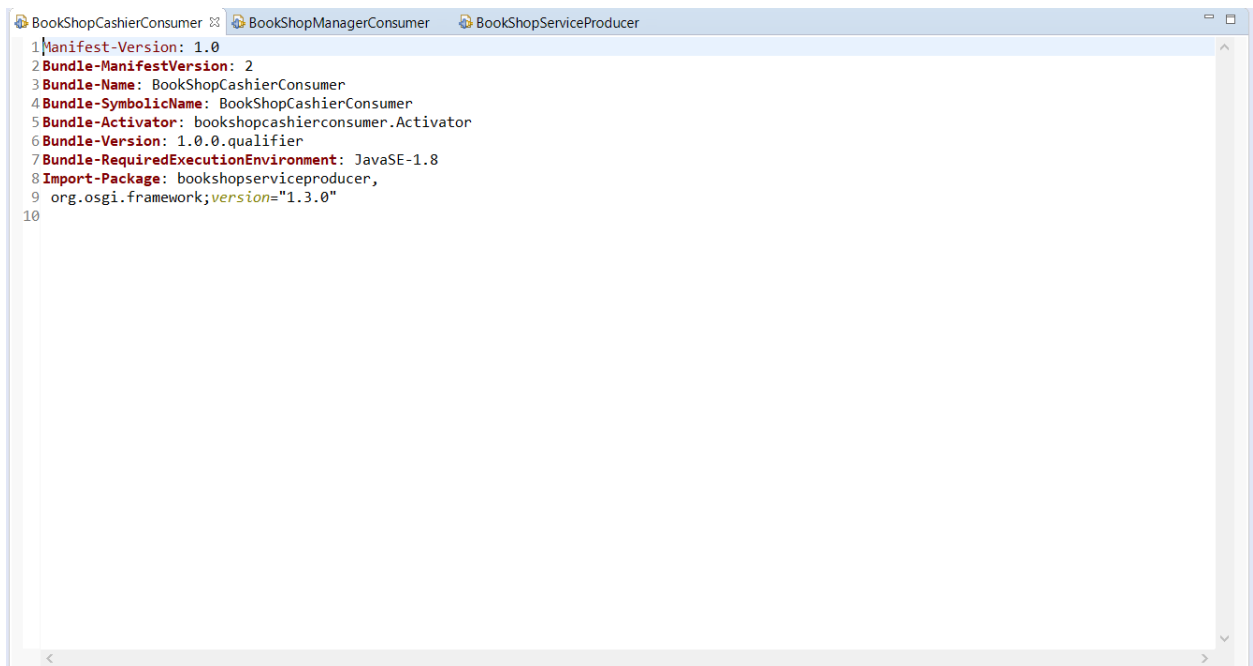 BookShopCashierConsumer BookShopManagerConsumer BookShopServiceProducer
1 Manifest-Version: 1.0
2 Bundle-ManifestVersion: 2
3 Bundle-Name: BookShopCashierConsumer
4 Bundle-SymbolicName: BookShopCashierConsumer
5 Bundle-Activator: bookshopcashierconsumer.Activator
6 Bundle-Version: 1.0.0.qualifier
7 Bundle-RequiredExecutionEnvironment: JavaSE-1.8
8 Import-Package: bookshopserviceproducer,
9  org.osgi.framework;version="1.3.0"
10